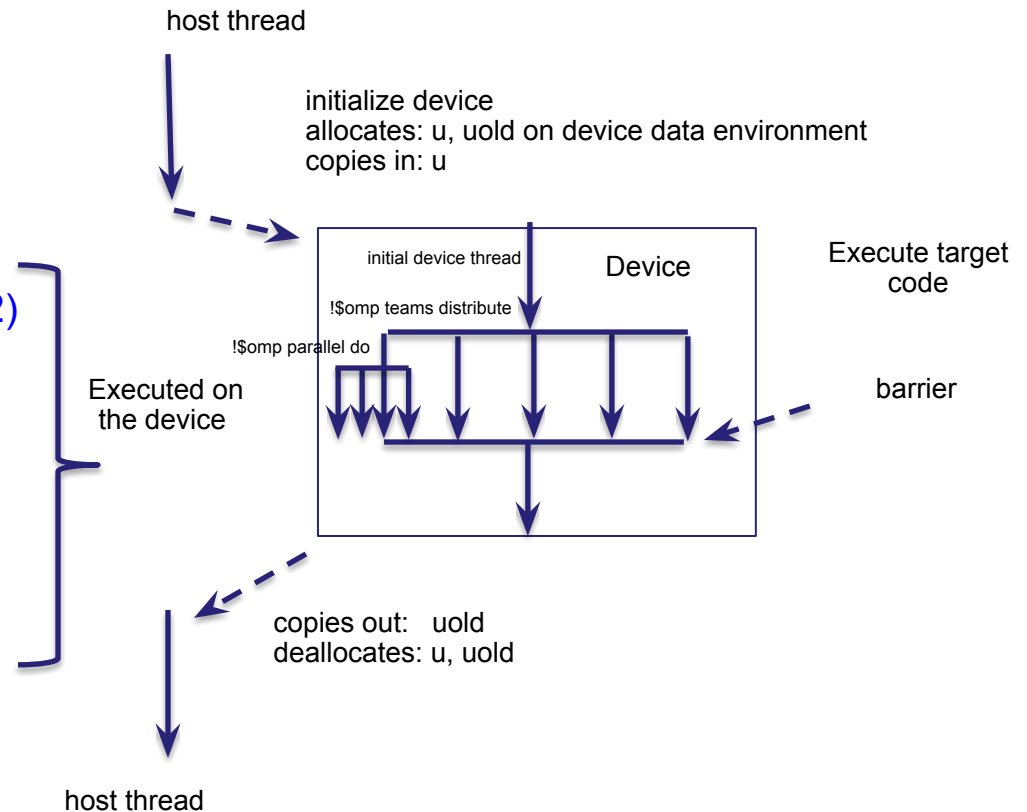 host thread
initialize device
allocates: u, uold on device data environment
copies in: u
initial device thread
Device
Execute target
code
!$omp teams distribute
2)
!$omp parallel do
Executed on
the device
barrier
copies out: uold
deallocates: u, uold
host thread